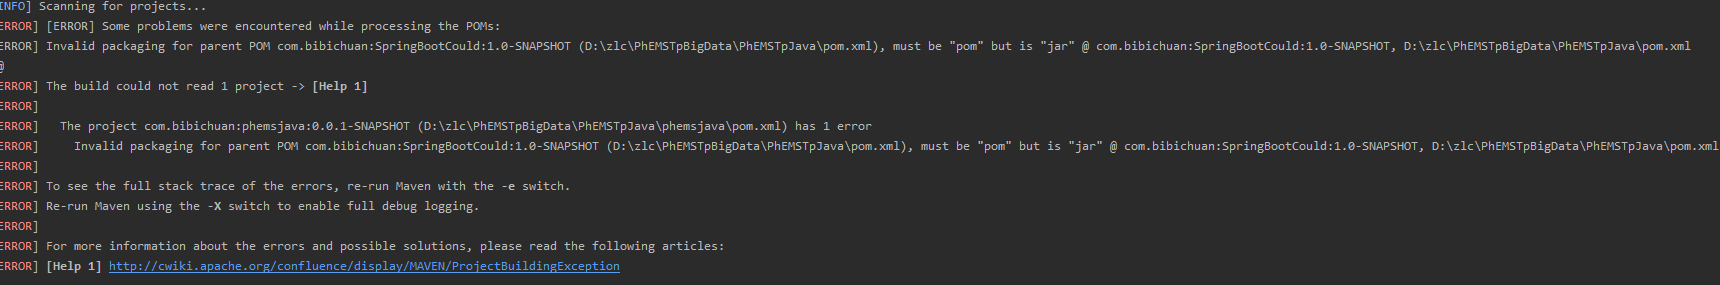 INFO] Scanning for projects...
ERROR] [ERROR] Some problems were encountered while processing the POMs:
ERROR] Invalid packaging for parent POM com.bibichuan:SpringBootCould:1.0-SNAPSHOT (D:\zlc\PhEMSTpBigData\PhEMSTpJava\pom.xml), must be "pom" but is "jar" @ com.bibichuan:SpringBootCould:1.0-SNAPSHOT, D:\zlc\PhEMSTpBigData\PhEMSTpJava\pom.xml
@
ERROR] The build could not read 1 project -> [Help 1]
ERROR]
ERROR]   The project com.bibichuan:phemsjava:0.0.1-SNAPSHOT (D:\zlc\PhEMSTpBigData\PhEMSTpJava\phemsjava\pom.xml) has 1 error
ERROR]     Invalid packaging for parent POM com.bibichuan:SpringBootCould:1.0-SNAPSHOT (D:\zlc\PhEMSTpBigData\PhEMSTpJava\pom.xml), must be "pom" but is "jar" @ com.bibichuan:SpringBootCould:1.0-SNAPSHOT, D:\zlc\PhEMSTpBigData\PhEMSTpJava\pom.xml
ERROR]
ERROR] To see the full stack trace of the errors, re-run Maven with the -e switch.
ERROR] Re-run Maven using the -X switch to enable full debug logging.
ERROR]
ERROR] For more information about the errors and possible solutions, please read the following articles:
ERROR] [Help 1] http://cwiki.apache.org/confluence/display/MAVEN/ProjectBuildingException